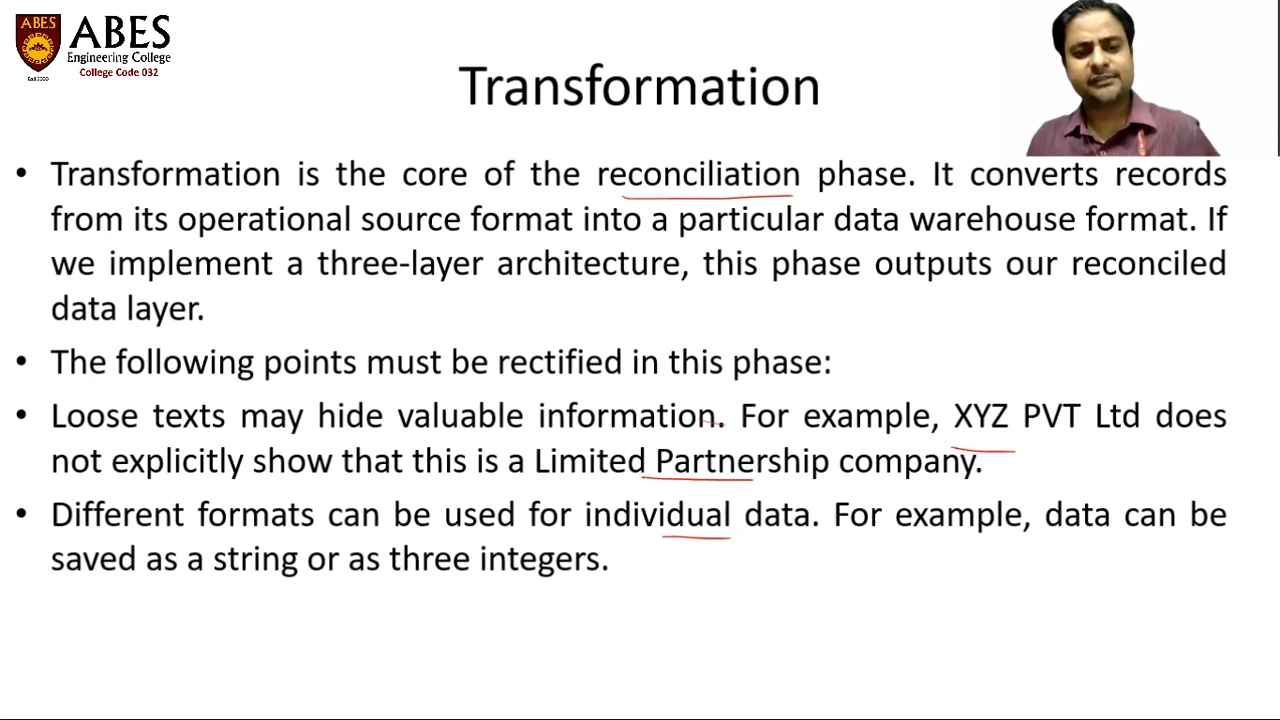 ABES
ABES
Engineering College
College Code 032
Transformation
• Transformation is the core of the reconciliation phase. It converts records
from its operational source format into a particular data warehouse format. If
we implement a three-layer architecture, this phase outputs our reconciled
data layer.
• The following points must be rectified in this phase:
• Loose texts may hide valuable information. For example, XYZ PVT Ltd does
not explicitly show that this is a Limited Partnership company.
• Different formats can be used for individual data. For example, data can be
saved as a string or as three integers.